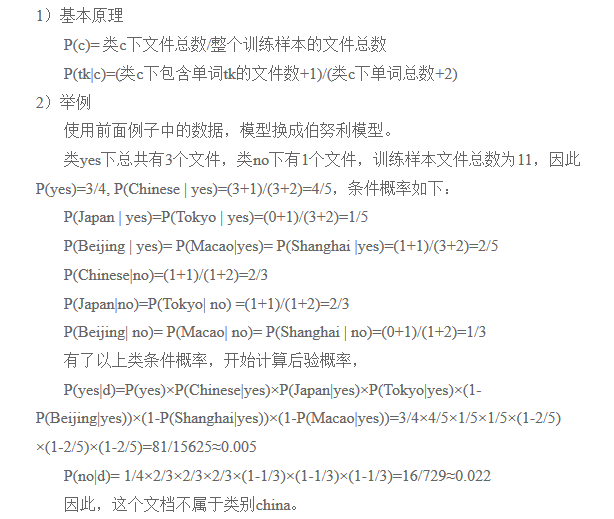 1）基本原理
P(c)= 类c下文件总数/整个训练样本的文件总数
P(tk|c)=(类c下包含单词tk的文件数+1)/(类c下单词总数+2)
2）举例
使用前面例子中的数据，模型换成伯努利模型。
类yes下总共有3个文件，类no下有1个文件，训练样本文件总数为11，因此
P(yes)=3/4, P(Chinese | yes)=(3+1)/(3+2)=4/5，条件概率如下：
P(Japan | yes)=P(Tokyo | yes)=(0+1)/(3+2)=1/5
P(Beijing | yes)= P(Macao|yes)= P(Shanghai |yes)=(1+1)/(3+2)=2/5
P(Chinese|no)=(1+1)/(1+2)=2/3
P(Japan|no)=P(Tokyo| no) =(1+1)/(1+2)=2/3
P(Beijing| no)= P(Macao| no)= P(Shanghai | no)=(0+1)/(1+2)=1/3
有了以上类条件概率，开始计算后验概率，
P(yes|d)=P(yes)×P(Chinese|yes)×P(Japan|yes)×P(Tokyo|yes)×(1-
P(Beijing|yes))×(1-P(Shanghai|yes))×(1-P(Macao|yes))=3/4×4/5×1/5×1/5×(1-2/5)
×(1-2/5)×(1-2/5)=81/15625≈0.005
P(no|d)= 1/4×2/3×2/3×2/3×(1-1/3)×(1-1/3)×(1-1/3)=16/729≈0.022
因此，这个文档不属于类别china。